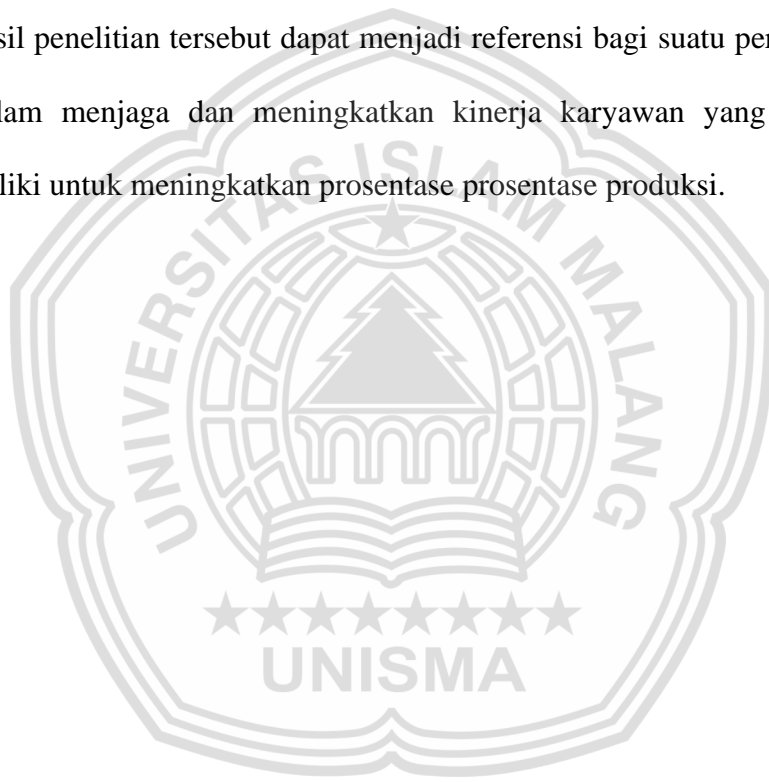 sil penelitian tersebut dapat menjadi referensi bagi suatu per
lam menjaga dan meningkatkan kinerja karyawan yang
liki untuk meningkatkan prosentase prosentase produksi.
UNIVERSITAS ISLAM MALANG
UNISMA